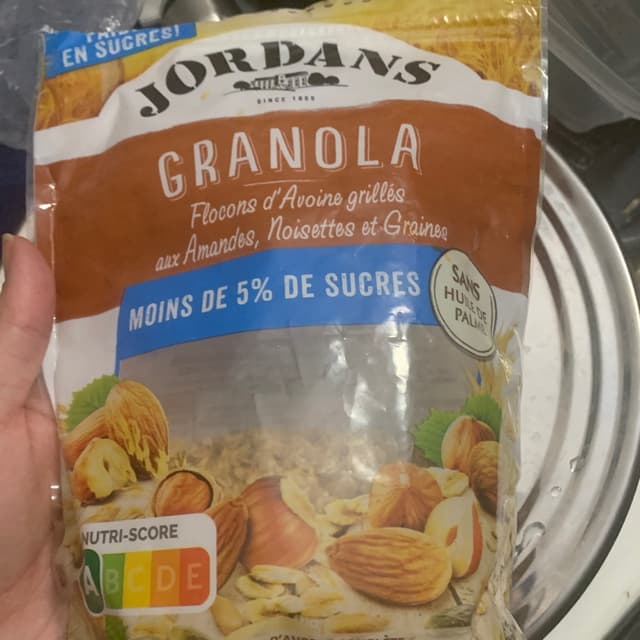 EN SUCRES!
JORDANS
SINCE 1855
GRANOLA
Flocons d'Avoine grillés
aux Amandes, Noisettes et Graines
MOINS DE 5% DE SUCRES
SANS
HUILE DE
PALME
NUTRI-SCORE
A B C D E